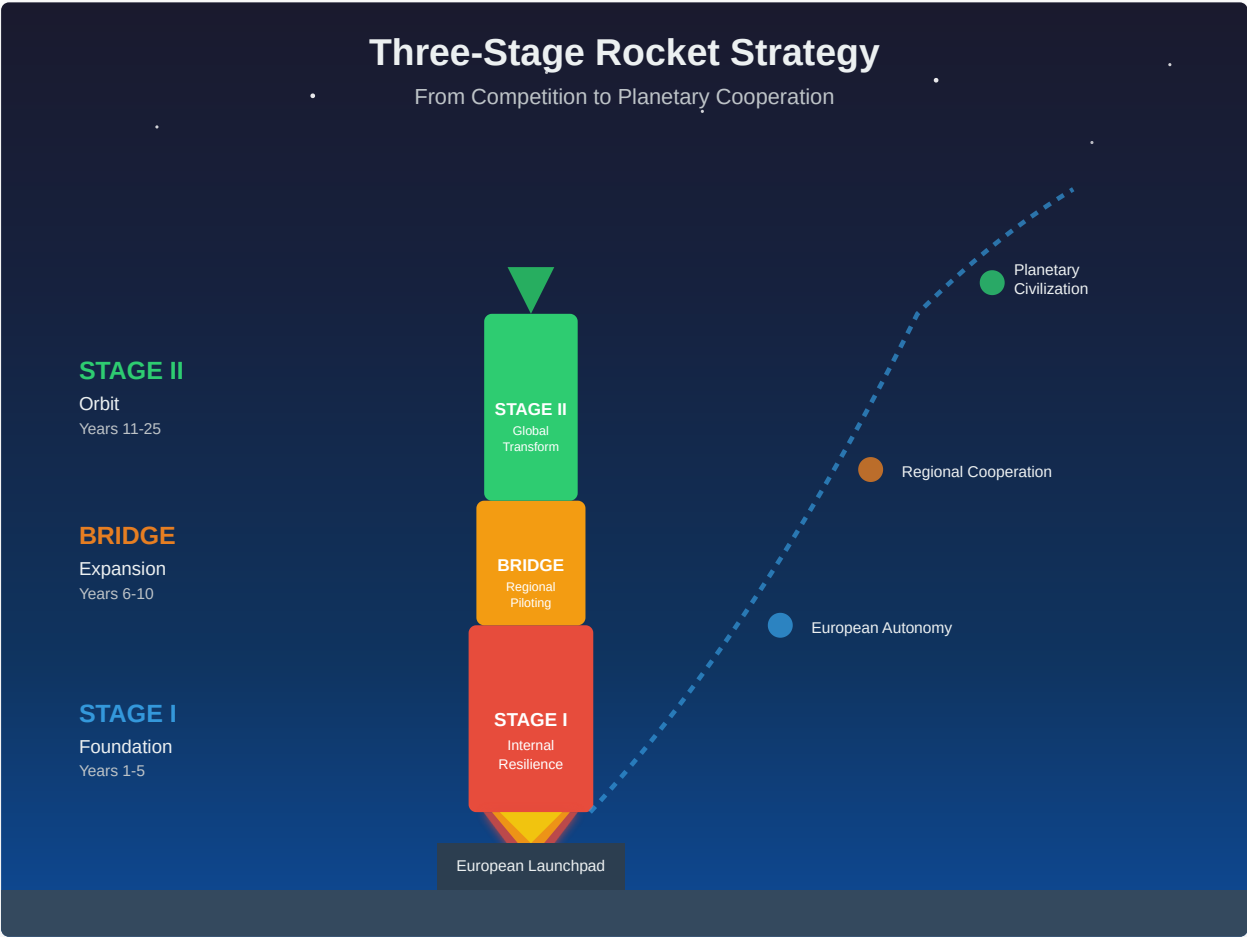 Three-Stage Rocket Strategy
From Competition to Planetary Cooperation
STAGE II
Orbit
Years 11-25
BRIDGE
Expansion
Years 6-10
STAGE I
Foundation
Years 1-5
STAGE II
Global
Transform
BRIDGE
Regional
Piloting
STAGE I
Internal
Resilience
European Launchpad
Planetary
Civilization
Regional Cooperation
European Autonomy